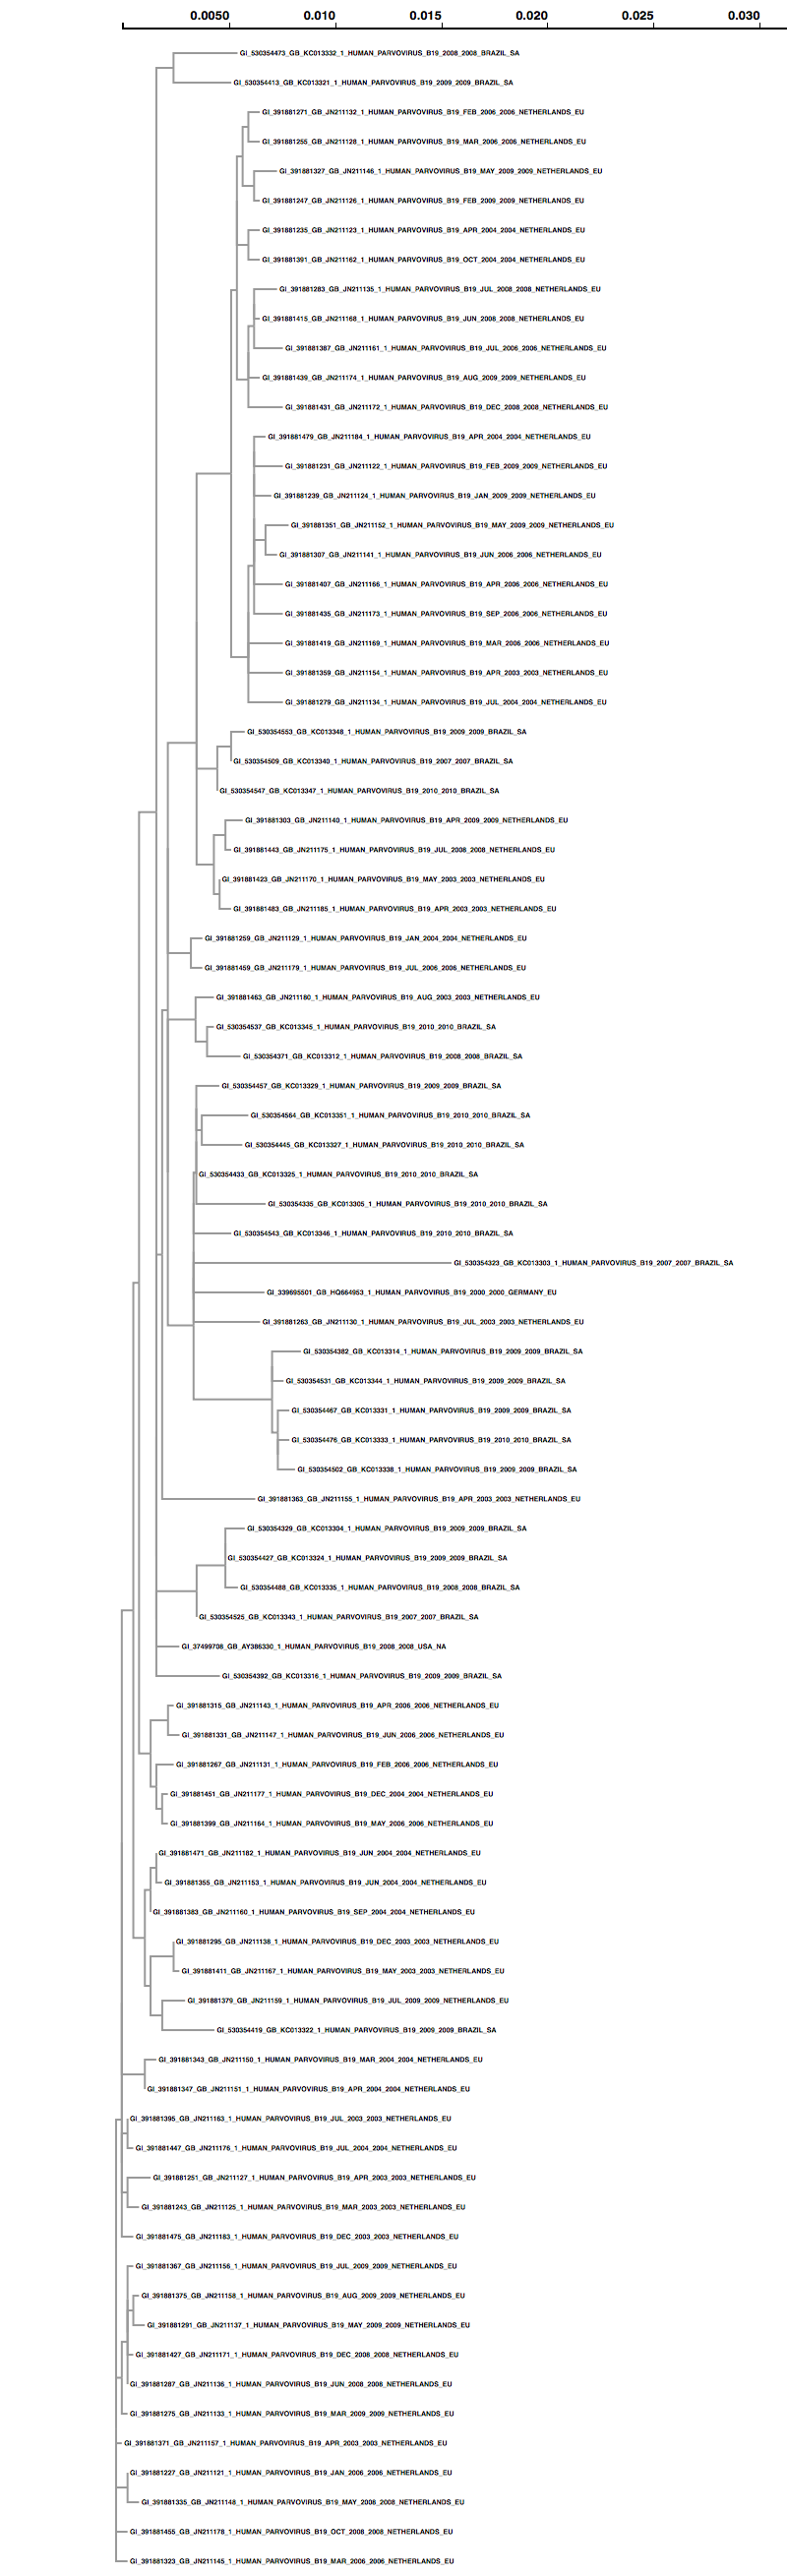 0.0050 0.010 0.015 0.020 0.025 0.030
GI_530354473_GB_KC013332_1_HUMAN_PARVOVIRUS_B19_2008_2008_BRAZIL_SA
GI_530354413_GB_KC013321_1_HUMAN_PARVOVIRUS_B19_2009_2009_BRAZIL_SA
GI_391881271_GB_JN211132_1_HUMAN_PARVOVIRUS_B19_FEB_2006_2006_NETHERLANDS_EU
GI_391881255_GB_JN211128_1_HUMAN_PARVOVIRUS_B19_MAR_2006_2006_NETHERLANDS_EU
GI_391881327_GB_JN211146_1_HUMAN_PARVOVIRUS_B19_MAY_2009_2009_NETHERLANDS_EU
GI_391881247_GB_JN211126_1_HUMAN_PARVOVIRUS_B19_FEB_2009_2009_NETHERLANDS_EU
GI_391881235_GB_JN211123_1_HUMAN_PARVOVIRUS_B19_APR_2004_2004_NETHERLANDS_EU
GI_391881391_GB_JN211162_1_HUMAN_PARVOVIRUS_B19_OCT_2004_2004_NETHERLANDS_EU
GI_391881283_GB_JN211135_1_HUMAN_PARVOVIRUS_B19_JUL_2008_2008_NETHERLANDS_EU
GI_391881415_GB_JN211168_1_HUMAN_PARVOVIRUS_B19_JUN_2008_2008_NETHERLANDS_EU
GI_391881387_GB_JN211161_1_HUMAN_PARVOVIRUS_B19_JUL_2006_2006_NETHERLANDS_EU
GI_391881439_GB_JN211174_1_HUMAN_PARVOVIRUS_B19_AUG_2009_2009_NETHERLANDS_EU
GI_391881431_GB_JN211172_1_HUMAN_PARVOVIRUS_B19_DEC_2008_2008_NETHERLANDS_EU
GI_391881479_GB_JN211184_1_HUMAN_PARVOVIRUS_B19_APR_2004_2004_NETHERLANDS_EU
GI_391881231_GB_JN211122_1_HUMAN_PARVOVIRUS_B19_FEB_2009_2009_NETHERLANDS_EU
GI_391881239_GB_JN211124_1_HUMAN_PARVOVIRUS_B19_JAN_2009_2009_NETHERLANDS_EU
GI_391881351_GB_JN211152_1_HUMAN_PARVOVIRUS_B19_MAY_2009_2009_NETHERLANDS_EU
GI_391881307_GB_JN211141_1_HUMAN_PARVOVIRUS_B19_JUN_2006_2006_NETHERLANDS_EU
GI_391881407_GB_JN211166_1_HUMAN_PARVOVIRUS_B19_APR_2006_2006_NETHERLANDS_EU
GI_391881435_GB_JN211173_1_HUMAN_PARVOVIRUS_B19_SEP_2006_2006_NETHERLANDS_EU
GI_391881419_GB_JN211169_1_HUMAN_PARVOVIRUS_B19_MAR_2006_2006_NETHERLANDS_EU
GI_391881359_GB_JN211154_1_HUMAN_PARVOVIRUS_B19_APR_2003_2003_NETHERLANDS_EU
GI_391881279_GB_JN211134_1_HUMAN_PARVOVIRUS_B19_JUL_2004_2004_NETHERLANDS_EU
GI_530354553_GB_KC013348_1_HUMAN_PARVOVIRUS_B19_2009_2009_BRAZIL_SA
GI_530354509_GB_KC013340_1_HUMAN_PARVOVIRUS_B19_2007_2007_BRAZIL_SA
GI_530354547_GB_KC013347_1_HUMAN_PARVOVIRUS_B19_2010_2010_BRAZIL_SA
GI_391881303_GB_JN211140_1_HUMAN_PARVOVIRUS_B19_APR_2009_2009_NETHERLANDS_EU
GI_391881443_GB_JN211175_1_HUMAN_PARVOVIRUS_B19_JUL_2008_2008_NETHERLANDS_EU
GI_391881423_GB_JN211170_1_HUMAN_PARVOVIRUS_B19_MAY_2003_2003_NETHERLANDS_EU
GI_391881483_GB_JN211185_1_HUMAN_PARVOVIRUS_B19_APR_2003_2003_NETHERLANDS_EU
GI_391881259_GB_JN211129_1_HUMAN_PARVOVIRUS_B19_JAN_2004_2004_NETHERLANDS_EU
GI_391881459_GB_JN211179_1_HUMAN_PARVOVIRUS_B19_JUL_2006_2006_NETHERLANDS_EU
GI_391881463_GB_JN211180_1_HUMAN_PARVOVIRUS_B19_AUG_2003_2003_NETHERLANDS_EU
GI_530354537_GB_KC013345_1_HUMAN_PARVOVIRUS_B19_2010_2010_BRAZIL_SA
GI_530354371_GB_KC013312_1_HUMAN_PARVOVIRUS_B19_2008_2008_BRAZIL_SA
GI_530354457_GB_KC013329_1_HUMAN_PARVOVIRUS_B19_2009_2009_BRAZIL_SA
GI_530354564_GB_KC013351_1_HUMAN_PARVOVIRUS_B19_2010_2010_BRAZIL_SA
GI_530354445_GB_KC013327_1_HUMAN_PARVOVIRUS_B19_2010_2010_BRAZIL_SA
GI_530354433_GB_KC013325_1_HUMAN_PARVOVIRUS_B19_2010_2010_BRAZIL_SA
GI_530354335_GB_KC013305_1_HUMAN_PARVOVIRUS_B19_2010_2010_BRAZIL_SA
GI_530354543_GB_KC013346_1_HUMAN_PARVOVIRUS_B19_2010_2010_BRAZIL_SA
GI_530354323_GB_KC013303_1_HUMAN_PARVOVIRUS_B19_2007_2007_BRAZIL_SA
GI_339695501_GB_HQ664953_1_HUMAN_PARVOVIRUS_B19_2000_2000_GERMANY_EU
GI_391881263_GB_JN211130_1_HUMAN_PARVOVIRUS_B19_JUL_2003_2003_NETHERLANDS_EU
GI_530354382_GB_KC013314_1_HUMAN_PARVOVIRUS_B19_2009_2009_BRAZIL_SA
GI_530354531_GB_KC013344_1_HUMAN_PARVOVIRUS_B19_2009_2009_BRAZIL_SA
GI_530354467_GB_KC013331_1_HUMAN_PARVOVIRUS_B19_2009_2009_BRAZIL_SA
GI_530354476_GB_KC013333_1_HUMAN_PARVOVIRUS_B19_2010_2010_BRAZIL_SA
GI_530354502_GB_KC013338_1_HUMAN_PARVOVIRUS_B19_2009_2009_BRAZIL_SA
GI_391881363_GB_JN211155_1_HUMAN_PARVOVIRUS_B19_APR_2003_2003_NETHERLANDS_EU
GI_530354329_GB_KC013304_1_HUMAN_PARVOVIRUS_B19_2009_2009_BRAZIL_SA
GI_530354427_GB_KC013324_1_HUMAN_PARVOVIRUS_B19_2009_2009_BRAZIL_SA
GI_530354488_GB_KC013335_1_HUMAN_PARVOVIRUS_B19_2008_2008_BRAZIL_SA
GI_530354525_GB_KC013343_1_HUMAN_PARVOVIRUS_B19_2007_2007_BRAZIL_SA
GI_37499708_GB_AY386330_1_HUMAN_PARVOVIRUS_B19_2008_2008_USA_NA
GI_530354392_GB_KC013316_1_HUMAN_PARVOVIRUS_B19_2009_2009_BRAZIL_SA
GI_391881315_GB_JN211143_1_HUMAN_PARVOVIRUS_B19_APR_2006_2006_NETHERLANDS_EU
GI_391881331_GB_JN211147_1_HUMAN_PARVOVIRUS_B19_JUN_2006_2006_NETHERLANDS_EU
GI_391881267_GB_JN211131_1_HUMAN_PARVOVIRUS_B19_FEB_2006_2006_NETHERLANDS_EU
GI_391881451_GB_JN211177_1_HUMAN_PARVOVIRUS_B19_DEC_2004_2004_NETHERLANDS_EU
GI_391881399_GB_JN211164_1_HUMAN_PARVOVIRUS_B19_MAY_2006_2006_NETHERLANDS_EU
GI_391881471_GB_JN211182_1_HUMAN_PARVOVIRUS_B19_JUN_2004_2004_NETHERLANDS_EU
GI_391881355_GB_JN211153_1_HUMAN_PARVOVIRUS_B19_JUN_2004_2004_NETHERLANDS_EU
GI_391881383_GB_JN211160_1_HUMAN_PARVOVIRUS_B19_SEP_2004_2004_NETHERLANDS_EU
GI_391881295_GB_JN211138_1_HUMAN_PARVOVIRUS_B19_DEC_2003_2003_NETHERLANDS_EU
GI_391881411_GB_JN211167_1_HUMAN_PARVOVIRUS_B19_MAY_2003_2003_NETHERLANDS_EU
GI_391881379_GB_JN211159_1_HUMAN_PARVOVIRUS_B19_JUL_2009_2009_NETHERLANDS_EU
GI_530354419_GB_KC013322_1_HUMAN_PARVOVIRUS_B19_2009_2009_BRAZIL_SA
GI_391881343_GB_JN211150_1_HUMAN_PARVOVIRUS_B19_MAR_2004_2004_NETHERLANDS_EU
GI_391881347_GB_JN211151_1_HUMAN_PARVOVIRUS_B19_APR_2004_2004_NETHERLANDS_EU
GI_391881395_GB_JN211163_1_HUMAN_PARVOVIRUS_B19_JUL_2003_2003_NETHERLANDS_EU
GI_391881447_GB_JN211176_1_HUMAN_PARVOVIRUS_B19_JUL_2004_2004_NETHERLANDS_EU
GI_391881251_GB_JN211127_1_HUMAN_PARVOVIRUS_B19_APR_2003_2003_NETHERLANDS_EU
GI_391881243_GB_JN211125_1_HUMAN_PARVOVIRUS_B19_MAR_2003_2003_NETHERLANDS_EU
GI_391881475_GB_JN211183_1_HUMAN_PARVOVIRUS_B19_DEC_2003_2003_NETHERLANDS_EU
GI_391881367_GB_JN211156_1_HUMAN_PARVOVIRUS_B19_JUL_2009_2009_NETHERLANDS_EU
GI_391881375_GB_JN211158_1_HUMAN_PARVOVIRUS_B19_AUG_2009_2009_NETHERLANDS_EU
GI_391881291_GB_JN211137_1_HUMAN_PARVOVIRUS_B19_MAY_2009_2009_NETHERLANDS_EU
GI_391881427_GB_JN211171_1_HUMAN_PARVOVIRUS_B19_DEC_2008_2008_NETHERLANDS_EU
GI_391881287_GB_JN211136_1_HUMAN_PARVOVIRUS_B19_JUN_2008_2008_NETHERLANDS_EU
GI_391881275_GB_JN211133_1_HUMAN_PARVOVIRUS_B19_MAR_2009_2009_NETHERLANDS_EU
GI_391881371_GB_JN211157_1_HUMAN_PARVOVIRUS_B19_APR_2003_2003_NETHERLANDS_EU
GI_391881227_GB_JN211121_1_HUMAN_PARVOVIRUS_B19_JAN_2006_2006_NETHERLANDS_EU
GI_391881335_GB_JN211148_1_HUMAN_PARVOVIRUS_B19_MAY_2008_2008_NETHERLANDS_EU
GI_391881455_GB_JN211178_1_HUMAN_PARVOVIRUS_B19_OCT_2008_2008_NETHERLANDS_EU
GI_391881323_GB_JN211145_1_HUMAN_PARVOVIRUS_B19_MAR_2006_2006_NETHERLANDS_EU